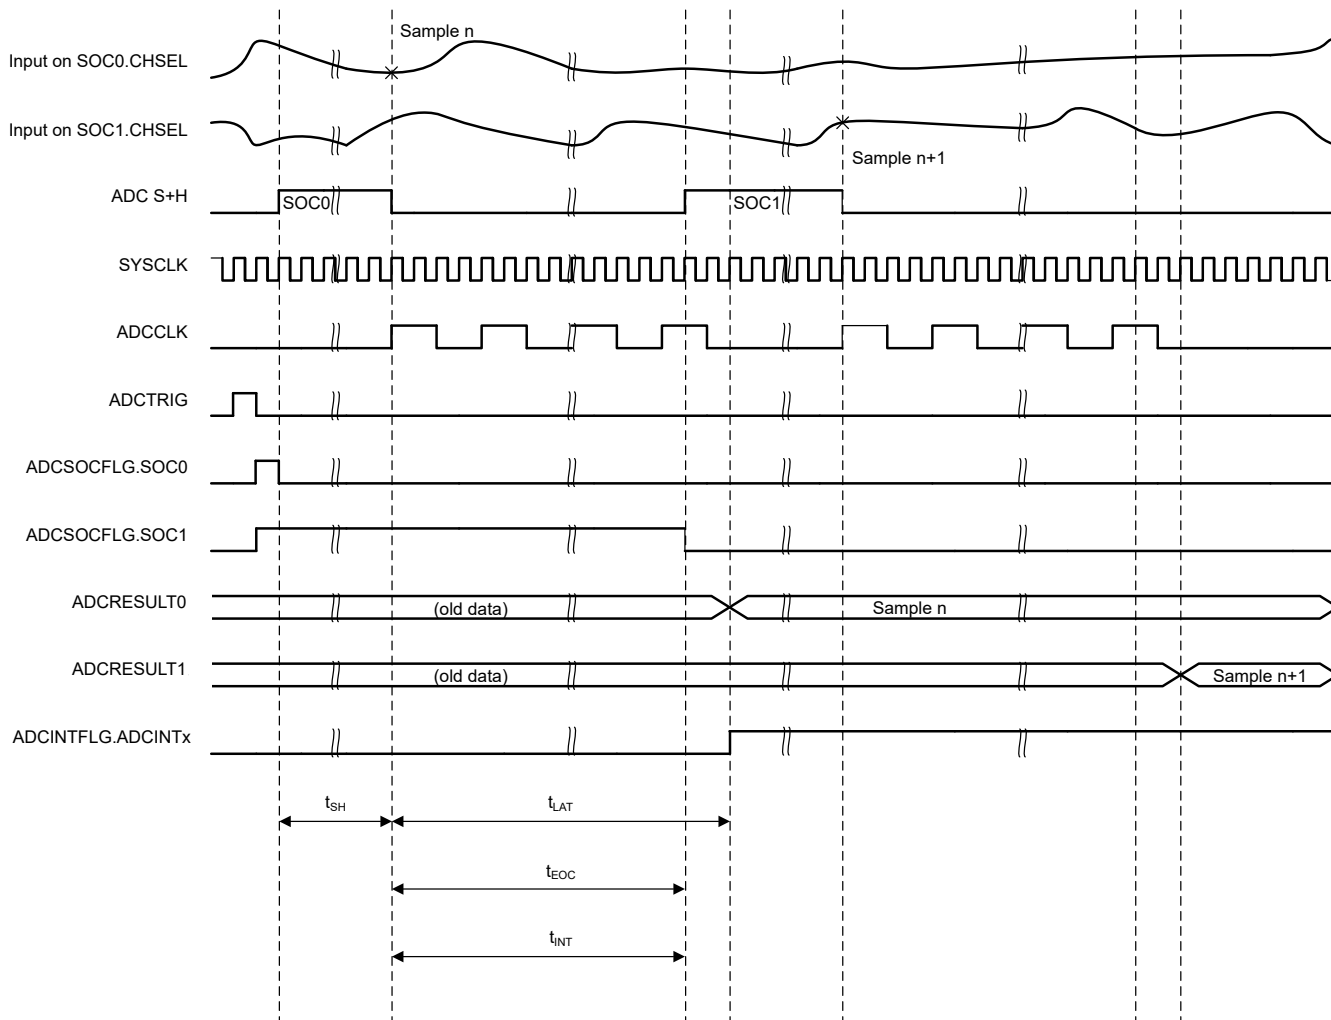 Sample n
Input on SOC0.CHSEL
Input on SOC1.CHSEL
Sample n+1
ADC S+H
SOC0
SOC1
SYSCLK
ADCCLK
ADCTRIG
ADCSOCFLG.SOC0
ADCSOCFLG.SOC1
ADCRESULT0
(old data)
Sample n
ADCRESULT1
(old data)
Sample n+1
ADCINTFLG.ADCINTx
tSH
tLAT
tEOC
tINT